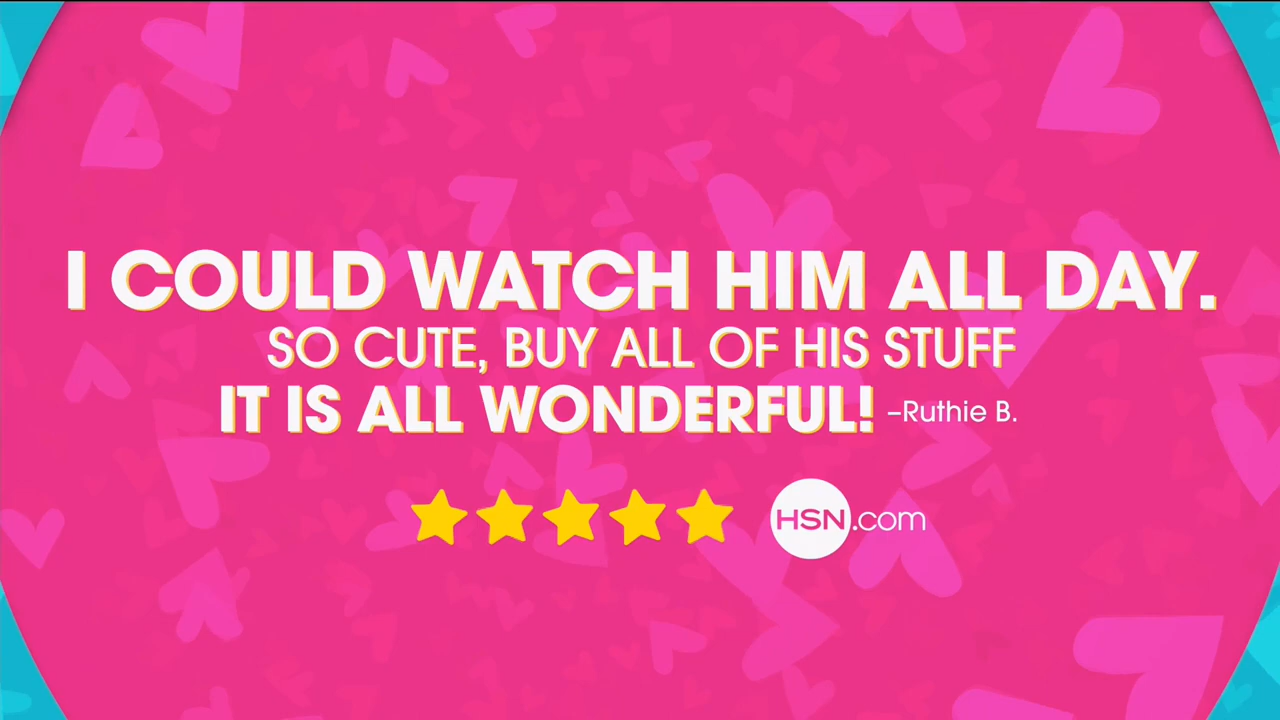 I COULD WATCH HIM ALL DAY.
SO CUTE, BUY ALL OF HIS STUFF
IT IS ALL WONDERFUL! –Ruthie B.
HSN.com